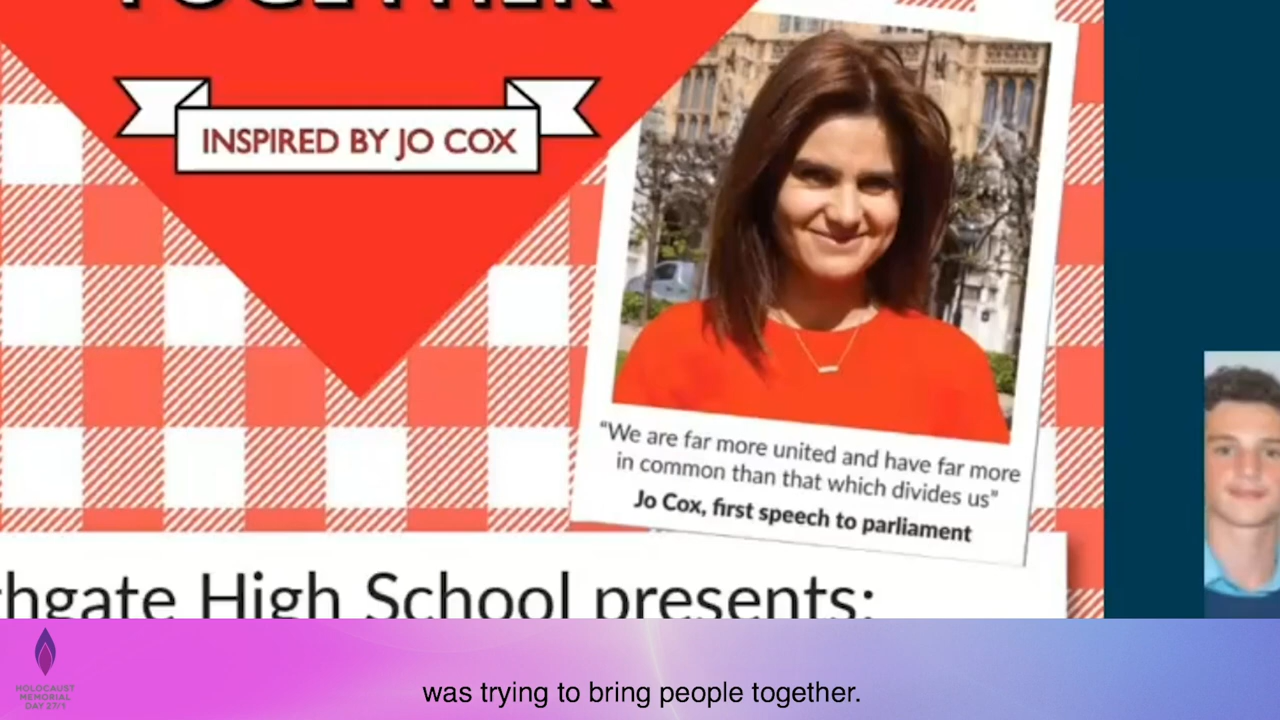 INSPIRED BY JO COX
“We are far more united and have far more
in common than that which divides us”
Jo Cox, first speech to parliament
High School presents:
HOLOCAUST
MEMORIAL
DAY 27/1
was trying to bring people together.